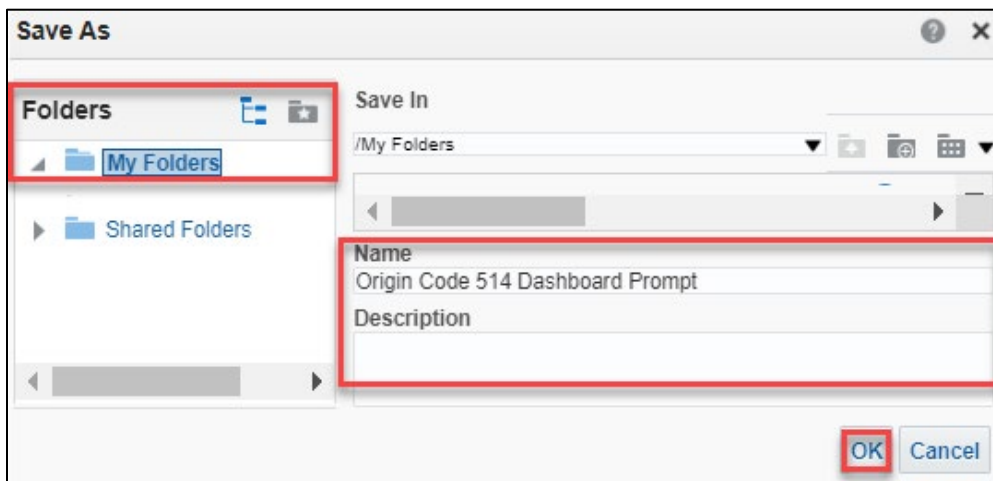 Save As
Folders
My Folders
Shared Folders
Save In
/My Folders
Name
Origin Code 514 Dashboard Prompt
Description
OK Cancel